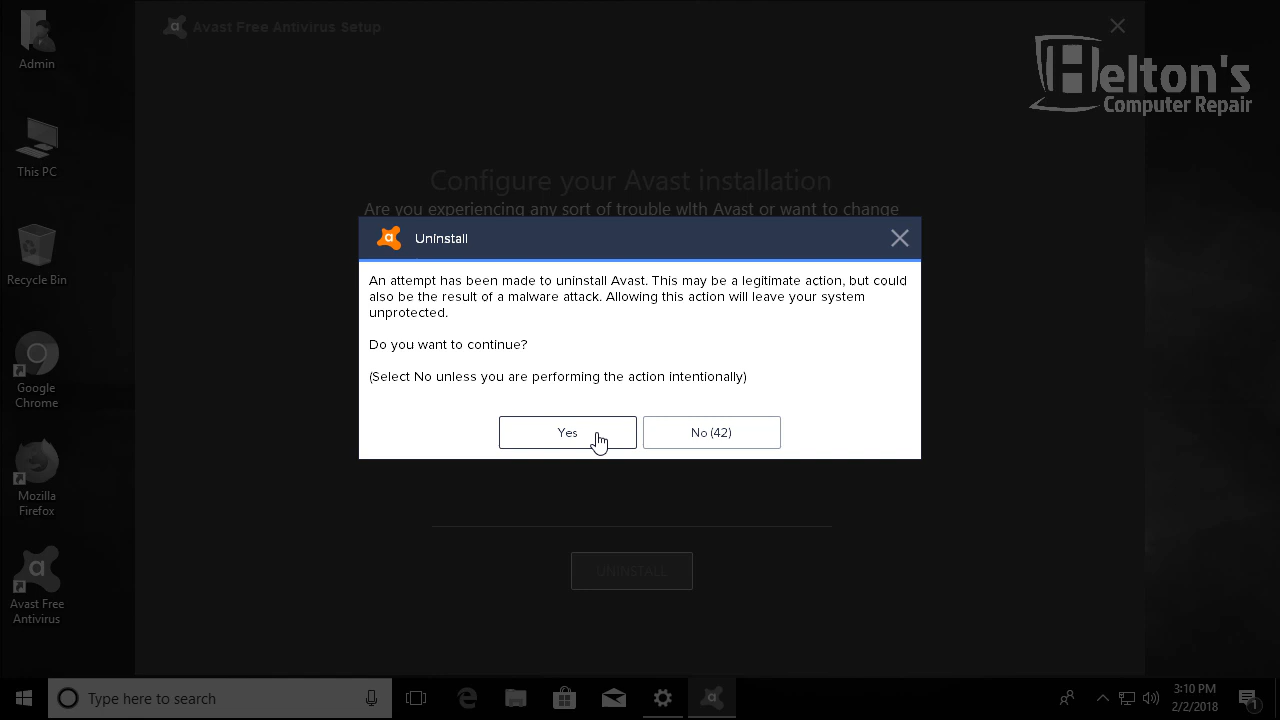 Admin
This PC
Recycle Bin
Google
Chrome
Mozilla
Firefox
Avast Free
Antivirus
Avast Free Antivirus Setup
Helton's
Computer Repair
Configure your Avast installation
Are you experiencing any sort of trouble with Avast or want to change
Uninstall
An attempt has been made to uninstall Avast. This may be a legitimate action, but could
also be the result of a malware attack. Allowing this action will leave your system
unprotected.
Do you want to continue?
(Select No unless you are performing the action intentionally)
Yes
No (42)
UNINSTALL
Type here to search
3:10 PM
2/2/2018
1